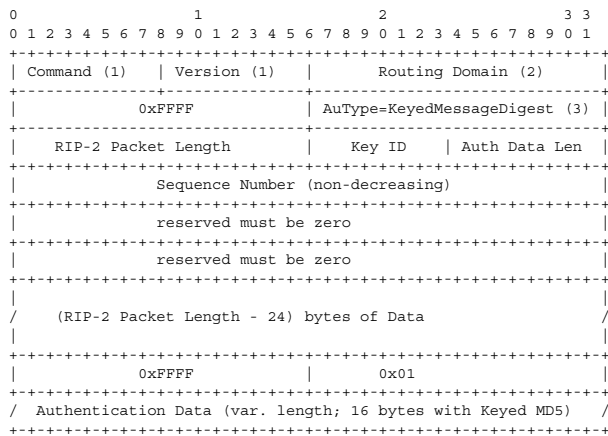 0 1 2 3 3
0 1 2 3 4 5 6 7 8 9 0 1 2 3 4 5 6 7 8 9 0 1 2 3 4 5 6 7 8 9 0 1
+-+-+-+-+-+-+-+-+-+-+-+-+-+-+-+-+-+-+-+-+-+-+-+-+-+-+-+-+-+-+-+-+
| Command (1) | Version (1) | Routing Domain (2) |
+---------------+---------------+-------------------------------+
| 0xFFFF | AuType=KeyedMessageDigest (3) |
+-------------------------------+-------------------------------+
| RIP-2 Packet Length | Key ID | Auth Data Len |
+-+-+-+-+-+-+-+-+-+-+-+-+-+-+-+-+-+-+-+-+-+-+-+-+-+-+-+-+-+-+-+-+
| Sequence Number (non-decreasing) |
+-+-+-+-+-+-+-+-+-+-+-+-+-+-+-+-+-+-+-+-+-+-+-+-+-+-+-+-+-+-+-+-+
| reserved must be zero |
+-+-+-+-+-+-+-+-+-+-+-+-+-+-+-+-+-+-+-+-+-+-+-+-+-+-+-+-+-+-+-+-+
| reserved must be zero |
+-+-+-+-+-+-+-+-+-+-+-+-+-+-+-+-+-+-+-+-+-+-+-+-+-+-+-+-+-+-+-+-+
| |
/ (RIP-2 Packet Length - 24) bytes of Data /
| |
+-+-+-+-+-+-+-+-+-+-+-+-+-+-+-+-+-+-+-+-+-+-+-+-+-+-+-+-+-+-+-+-+
| 0xFFFF | 0x01 |
+-+-+-+-+-+-+-+-+-+-+-+-+-+-+-+-+-+-+-+-+-+-+-+-+-+-+-+-+-+-+-+-+
/ Authentication Data (var. length; 16 bytes with Keyed MD5) /
+-+-+-+-+-+-+-+-+-+-+-+-+-+-+-+-+-+-+-+-+-+-+-+-+-+-+-+-+-+-+-+-+